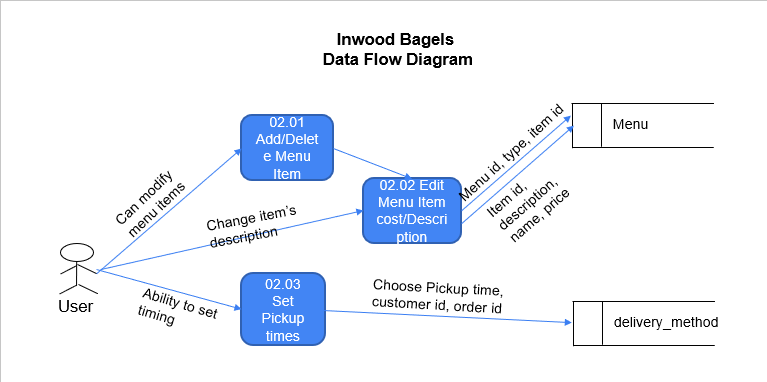 Inwood Bagels
Data Flow Diagram
02.01
Add/Delet
e Menu
Item
Menu id, type, item id
Menu
Can modify
menu items
02.02 Edit
Menu Item
cost/Descri
ption
Item id,
description,
name, price
Change item's
description
User
Ability to set
timing
02.03
Set
Pickup
times
Choose Pickup time,
customer id, order id
delivery_method